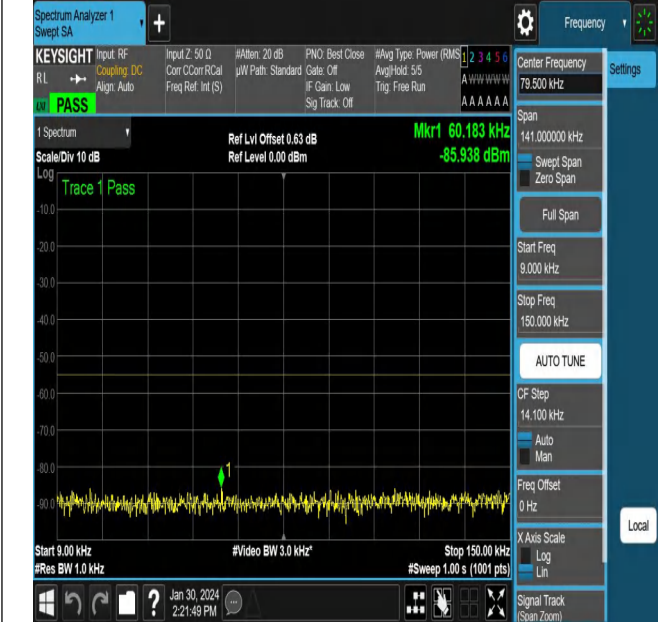 Spectrum Analyzer 1
Swept SA
+
Frequency
KEYSIGHT
RL
PASS
Input: RF
Coupling: DC
Align: Auto
Input Z: 50 Ω
Corr CCorr RCal
Freq Ref: Int (S)
#Atten: 20 dB
µW Path: Standard
PNO: Best Close
Gate: Off
IF Gain: Low
Sig Track: Off
#Avg Type: Power (RMS
Avg|Hold: 5/5
Trig: Free Run
1 2 3 4 5 6
A W W W W W
A A A A A A
1 Spectrum
Scale/Div 10 dB
Ref Lvl Offset 0.63 dB
Ref Level 0.00 dBm
Mkr1 60.183 kHz
-85.938 dBm
Log
Trace 1 Pass
-10.0
-20.0
-30.0
-40.0
-50.0
-60.0
-70.0
-80.0
-90.0
1
Start 9.00 kHz
#Res BW 1.0 kHz
#Video BW 3.0 kHz*
Stop 150.00 kHz
#Sweep 1.00 s (1001 pts)
Center Frequency
79.500 kHz
Settings
Span
141.000000 kHz
Swept Span
Zero Span
Full Span
Start Freq
9.000 kHz
Stop Freq
150.000 kHz
AUTO TUNE
CF Step
14.100 kHz
Auto
Man
Freq Offset
0 Hz
X Axis Scale
Log
Lin
Local
Signal Track
(Span Zoom)
?
Jan 30, 2024
2:21:49 PM